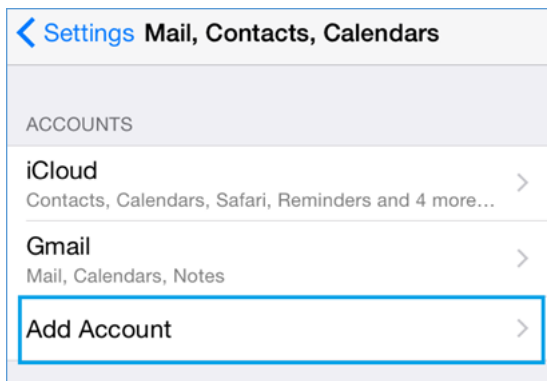 Settings Mail, Contacts, Calendars
ACCOUNTS
iCloud
Contacts, Calendars, Safari, Reminders and 4 more...
Gmail
Mail, Calendars, Notes
Add Account